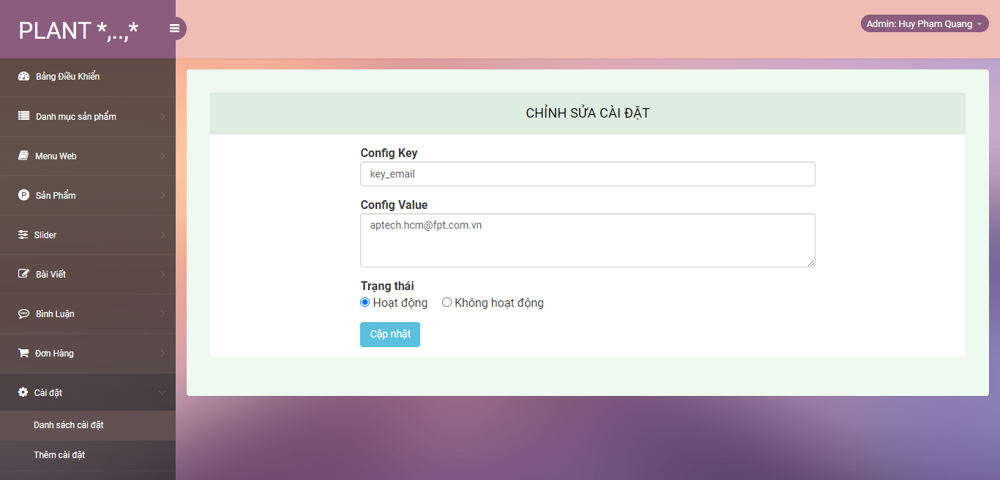 PLANT *,..,*
Admin: Huy Phạm Quang
Bảng Điều Khiển
Danh mục sản phẩm
Menu Web
P Sản Phẩm
Slider
Bài Viết
Bình Luận
Đơn Hàng
Cài đặt
Danh sách cài đặt
Thêm cài đặt
CHỈNH SỬA CÀI ĐẶT
Config Key
key_email
Config Value
aptech.hcm@fpt.com.vn
Trạng thái
Hoạt động Không hoạt động
Cập nhật